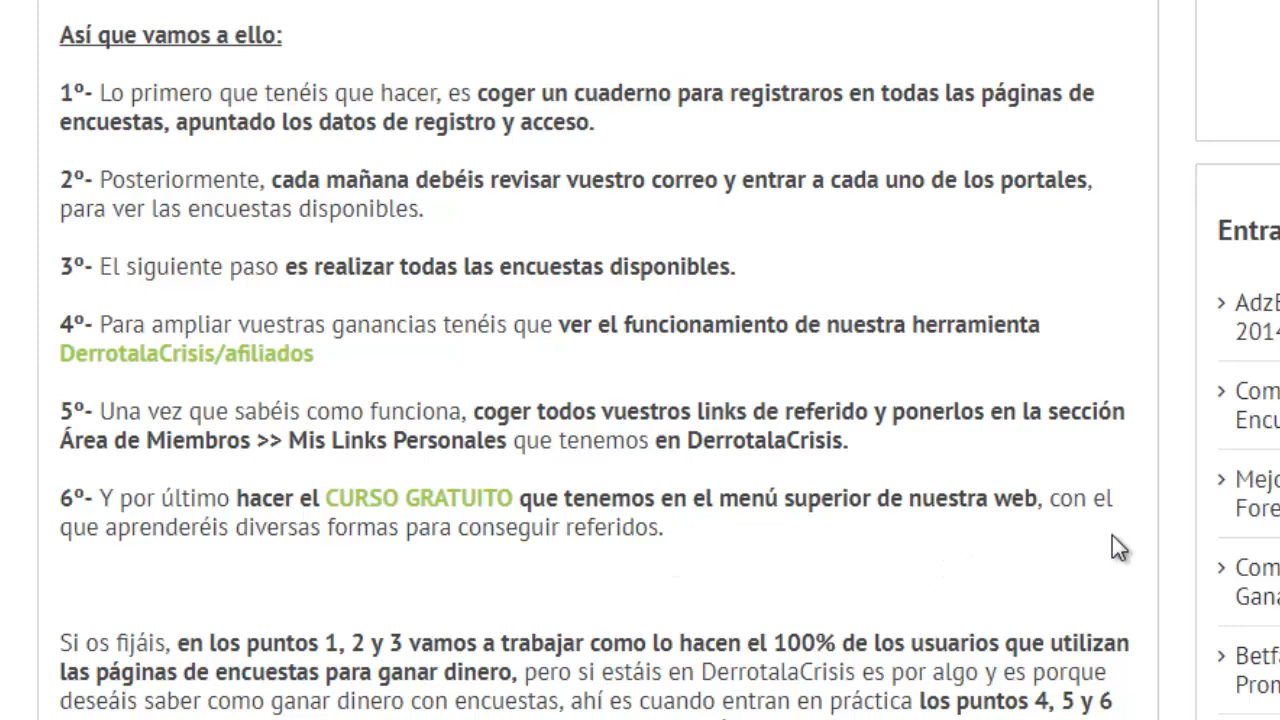 Así que vamos a ello:
1º- Lo primero que tenéis que hacer, es coger un cuaderno para registraros en todas las páginas de
encuestas, apuntado los datos de registro y acceso.
2º- Posteriormente, cada mañana debéis revisar vuestro correo y entrar a cada uno de los portales,
para ver las encuestas disponibles.
3º- El siguiente paso es realizar todas las encuestas disponibles.
4º- Para ampliar vuestras ganancias tenéis que ver el funcionamiento de nuestra herramienta
DerrotalaCrisis/afiliados
5º- Una vez que sabéis como funciona, coger todos vuestros links de referido y ponerlos en la sección
Área de Miembros >> Mis Links Personales que tenemos en DerrotalaCrisis.
6º- Y por último hacer el CURSO GRATUITO que tenemos en el menú superior de nuestra web, con el
que aprenderéis diversas formas para conseguir referidos.
Si os fijáis, en los puntos 1, 2 y 3 vamos a trabajar como lo hacen el 100% de los usuarios que utilizan
las páginas de encuestas para ganar dinero, pero si estáis en DerrotalaCrisis es por algo y es porque
deseáis saber como ganar dinero con encuestas, ahí es cuando entran en práctica los puntos 4, 5 y 6